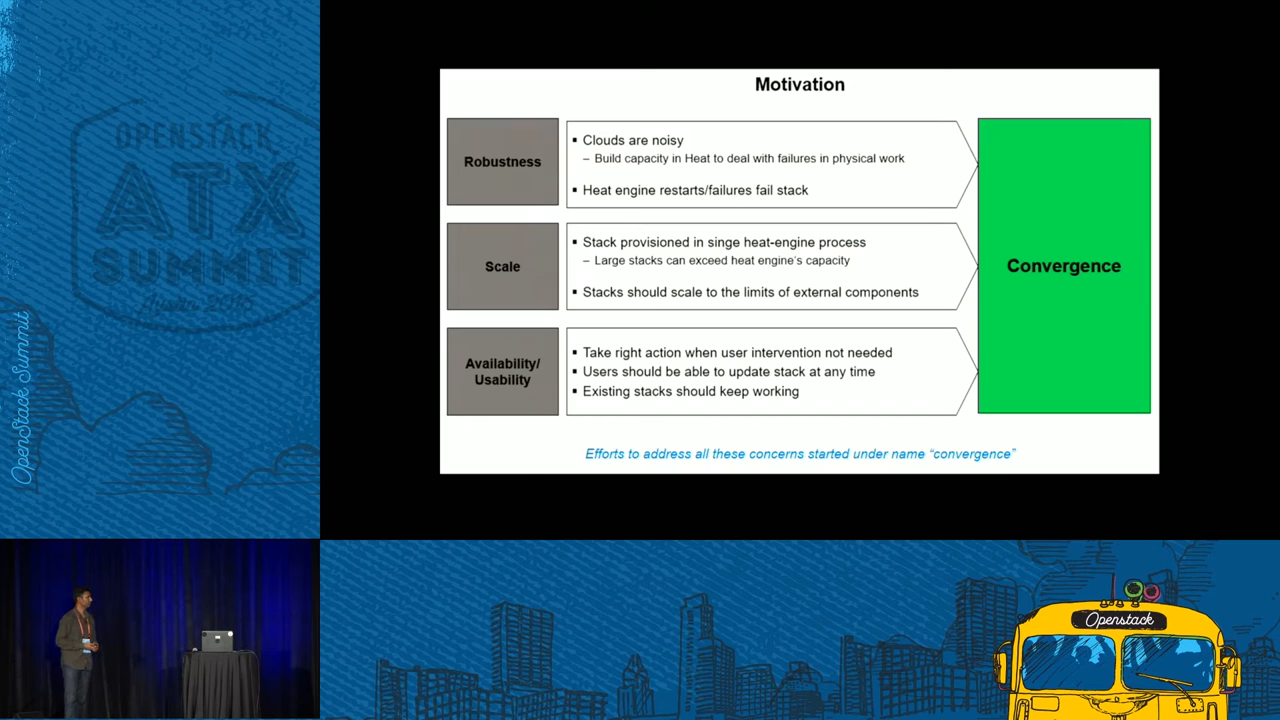 OPENSTACK
ATX
SUMMIT
Austin 2016
OpenStack Summit
Motivation
Robustness
▪ Clouds are noisy
– Build capacity in Heat to deal with failures in physical work
▪ Heat engine restarts/failures fail stack
Scale
▪ Stack provisioned in singe heat-engine process
– Large stacks can exceed heat engine's capacity
▪ Stacks should scale to the limits of external components
Availability/
Usability
▪ Take right action when user intervention not needed
▪ Users should be able to update stack at any time
▪ Existing stacks should keep working
Convergence
Efforts to address all these concerns started under name “convergence”
Openstack